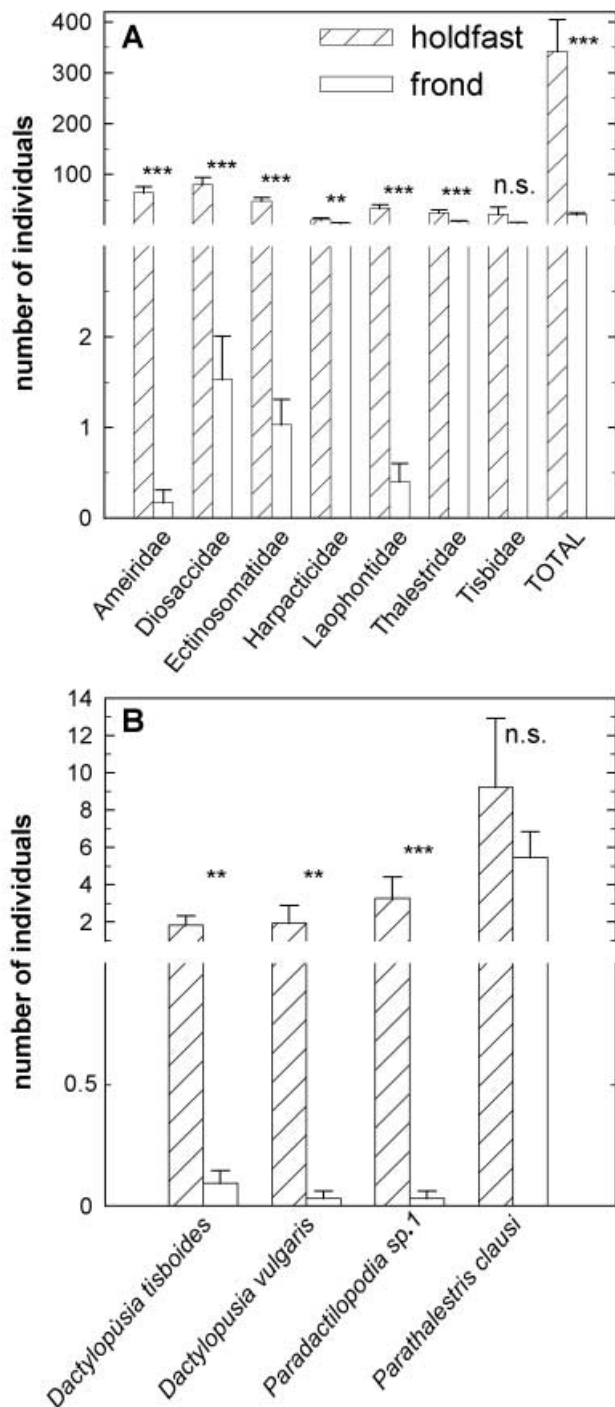 A
holdfast
frond
number of individuals
400
300
200
100
2
1
0
***
***
***
**
***
***
n.s.
***
Ameiridae
Diosaccidae
Ectinosomatidae
Harpacticidae
Laophontidae
Thalestridae
Tisbidae
TOTAL
B
number of individuals
14
12
10
8
6
4
2
0.5
0
**
**
***
n.s.
Dactylopusia tisboides
Dactylopusia vulgaris
Paradactilopodia sp.1
Parathalestris clausi